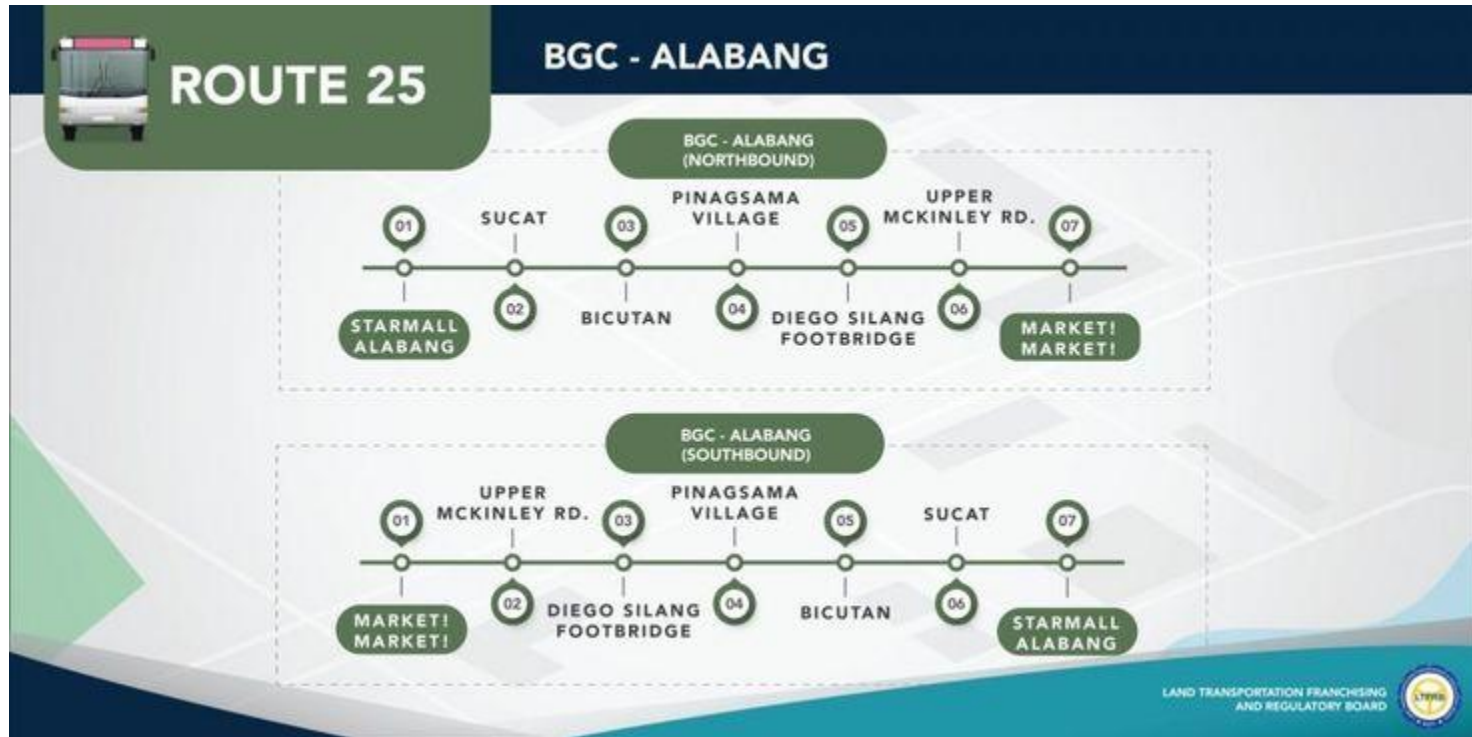 ROUTE 25
BGC - ALABANG
BGC - ALABANG
(NORTHBOUND)
01
STARMALL
ALABANG
SUCAT
02
03
BICUTAN
PINAGSAMA
VILLAGE
04
05
DIEGO SILANG
FOOTBRIDGE
UPPER
MCKINLEY RD.
06
07
MARKET!
MARKET!
BGC - ALABANG
(SOUTHBOUND)
01
MARKET!
MARKET!
UPPER
MCKINLEY RD.
02
03
DIEGO SILANG
FOOTBRIDGE
PINAGSAMA
VILLAGE
04
05
BICUTAN
SUCAT
06
07
STARMALL
ALABANG
LAND TRANSPORTATION FRANCHISING
AND REGULATORY BOARD
LTFRB